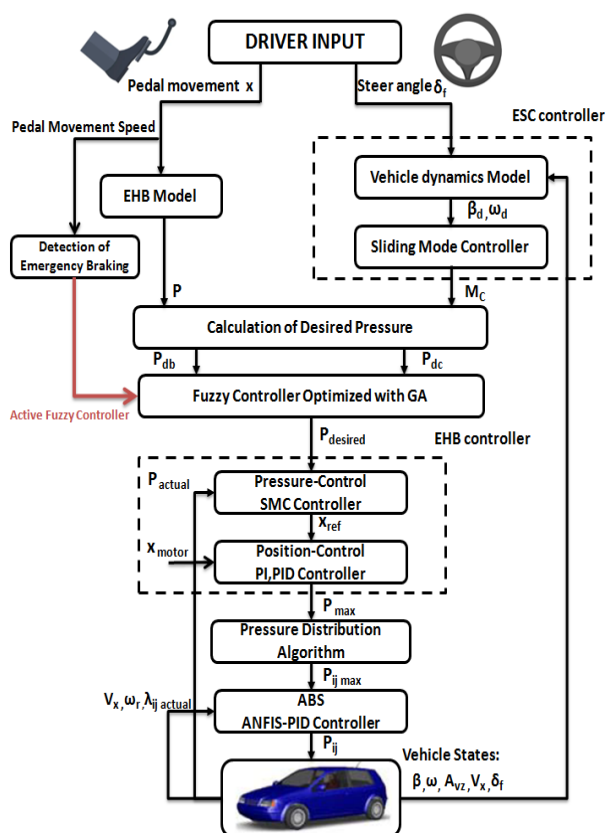 DRIVER INPUT
Pedal movement x
Steer angle δf
ESC controller
Pedal Movement Speed
EHB Model
Vehicle dynamics Model
βd,ωd
Detection of
Emergency Braking
Sliding Mode Controller
P
MC
Calculation of Desired Pressure
Pdb
Pdc
Fuzzy Controller Optimized with GA
Active Fuzzy Controller
Pdesired
EHB controller
Pactual
Pressure-Control
SMC Controller
xref
xmotor
Position-Control
PI,PID Controller
Pmax
Pressure Distribution
Algorithm
Pij max
Vx,ωr,λij actual
ABS
ANFIS-PID Controller
Pij
Vehicle States:
β,ω,Avz,Vx,δf